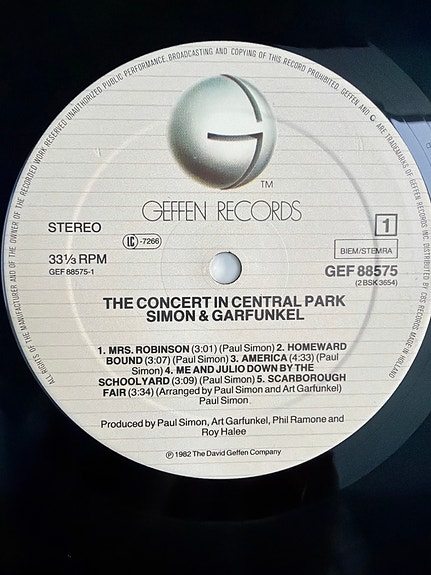 ALL RIGHTS OF THE MANUFACTURER AND OF THE OWNER OF THE RECORDED WORK RESERVED UNAUTHORIZED PUBLIC PERFORMANCE, BROADCASTING AND COPYING OF THIS RECORD PROHIBITED. GEFFEN AND G ARE TRADEMARKS OF GEFFEN RECORDS INC. DISTRIBUTED BY CBS RECORDS MADE IN HOLLAND
TM
GEFFEN RECORDS
STEREO
LC -7266
1
BIEM/STEMRA
33 1/3 RPM
GEF 88575-1
GEF 88575
(2 BSK 3654)
THE CONCERT IN CENTRAL PARK
SIMON & GARFUNKEL
1. MRS. ROBINSON (3:01) (Paul Simon) 2. HOMEWARD
BOUND (3:07) (Paul Simon) 3. AMERICA (4:33) (Paul
Simon) 4. ME AND JULIO DOWN BY THE
SCHOOLYARD (3:09) (Paul Simon) 5. SCARBOROUGH
FAIR (3:34) (Arranged by Paul Simon and Art Garfunkel)
Paul Simon.
Produced by Paul Simon, Art Garfunkel, Phil Ramone and
Roy Halee
℗ 1982 The David Geffen Company